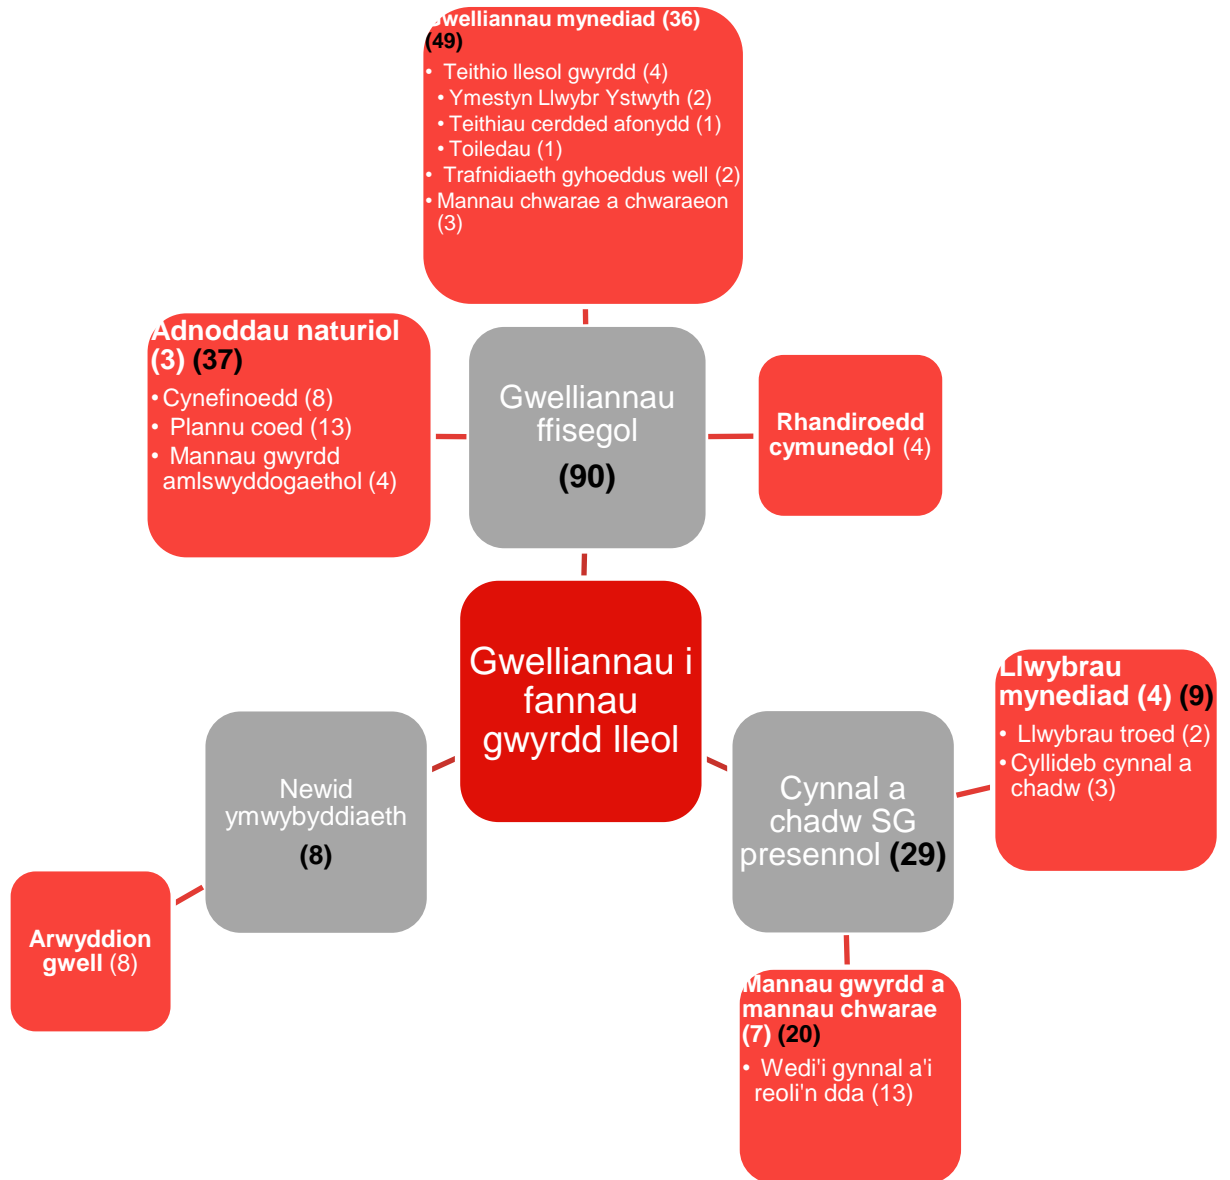 Gwelliannau mynediad (36)
(49)
• Teithio llesol gwyrdd (4)
• Ymestyn Llwybr Ystwyth (2)
• Teithiau cerdded afonydd (1)
• Toiledau (1)
• Trafnidiaeth gyhoeddus well (2)
• Mannau chwarae a chwaraeon
(3)
Adnoddau naturiol
(3) (37)
• Cynefinoedd (8)
• Plannu coed (13)
• Mannau gwyrdd
amlswyddogaethol (4)
Gwelliannau
ffisegol
(90)
Rhandiroedd
cymunedol (4)
Gwelliannau i
fannau
gwyrdd lleol
Newid
ymwybyddiaeth
(8)
Arwyddion
gwell (8)
Cynnal a
chadw SG
presennol (29)
Llwybrau
mynediad (4) (9)
• Llwybrau troed (2)
• Cyllideb cynnal a
chadw (3)
Mannau gwyrdd a
mannau chwarae
(7) (20)
• Wedi'i gynnal a'i
reoli'n dda (13)